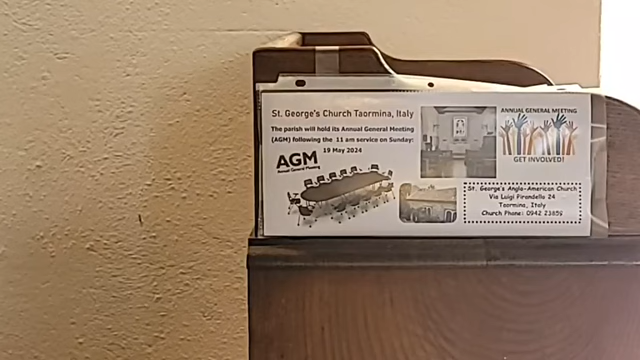 St. George's Church Taormina, Italy
The parish will hold its Annual General Meeting
(AGM) following the 11 am service on Sunday:
19 May 2024
AGM
Annual General Meeting
ANNUAL GENERAL MEETING
GET INVOLVED!
St. George's Anglo-American Church
Via Luigi Pirandello 24
Taormina, Italy
Church Phone: 0942 23859